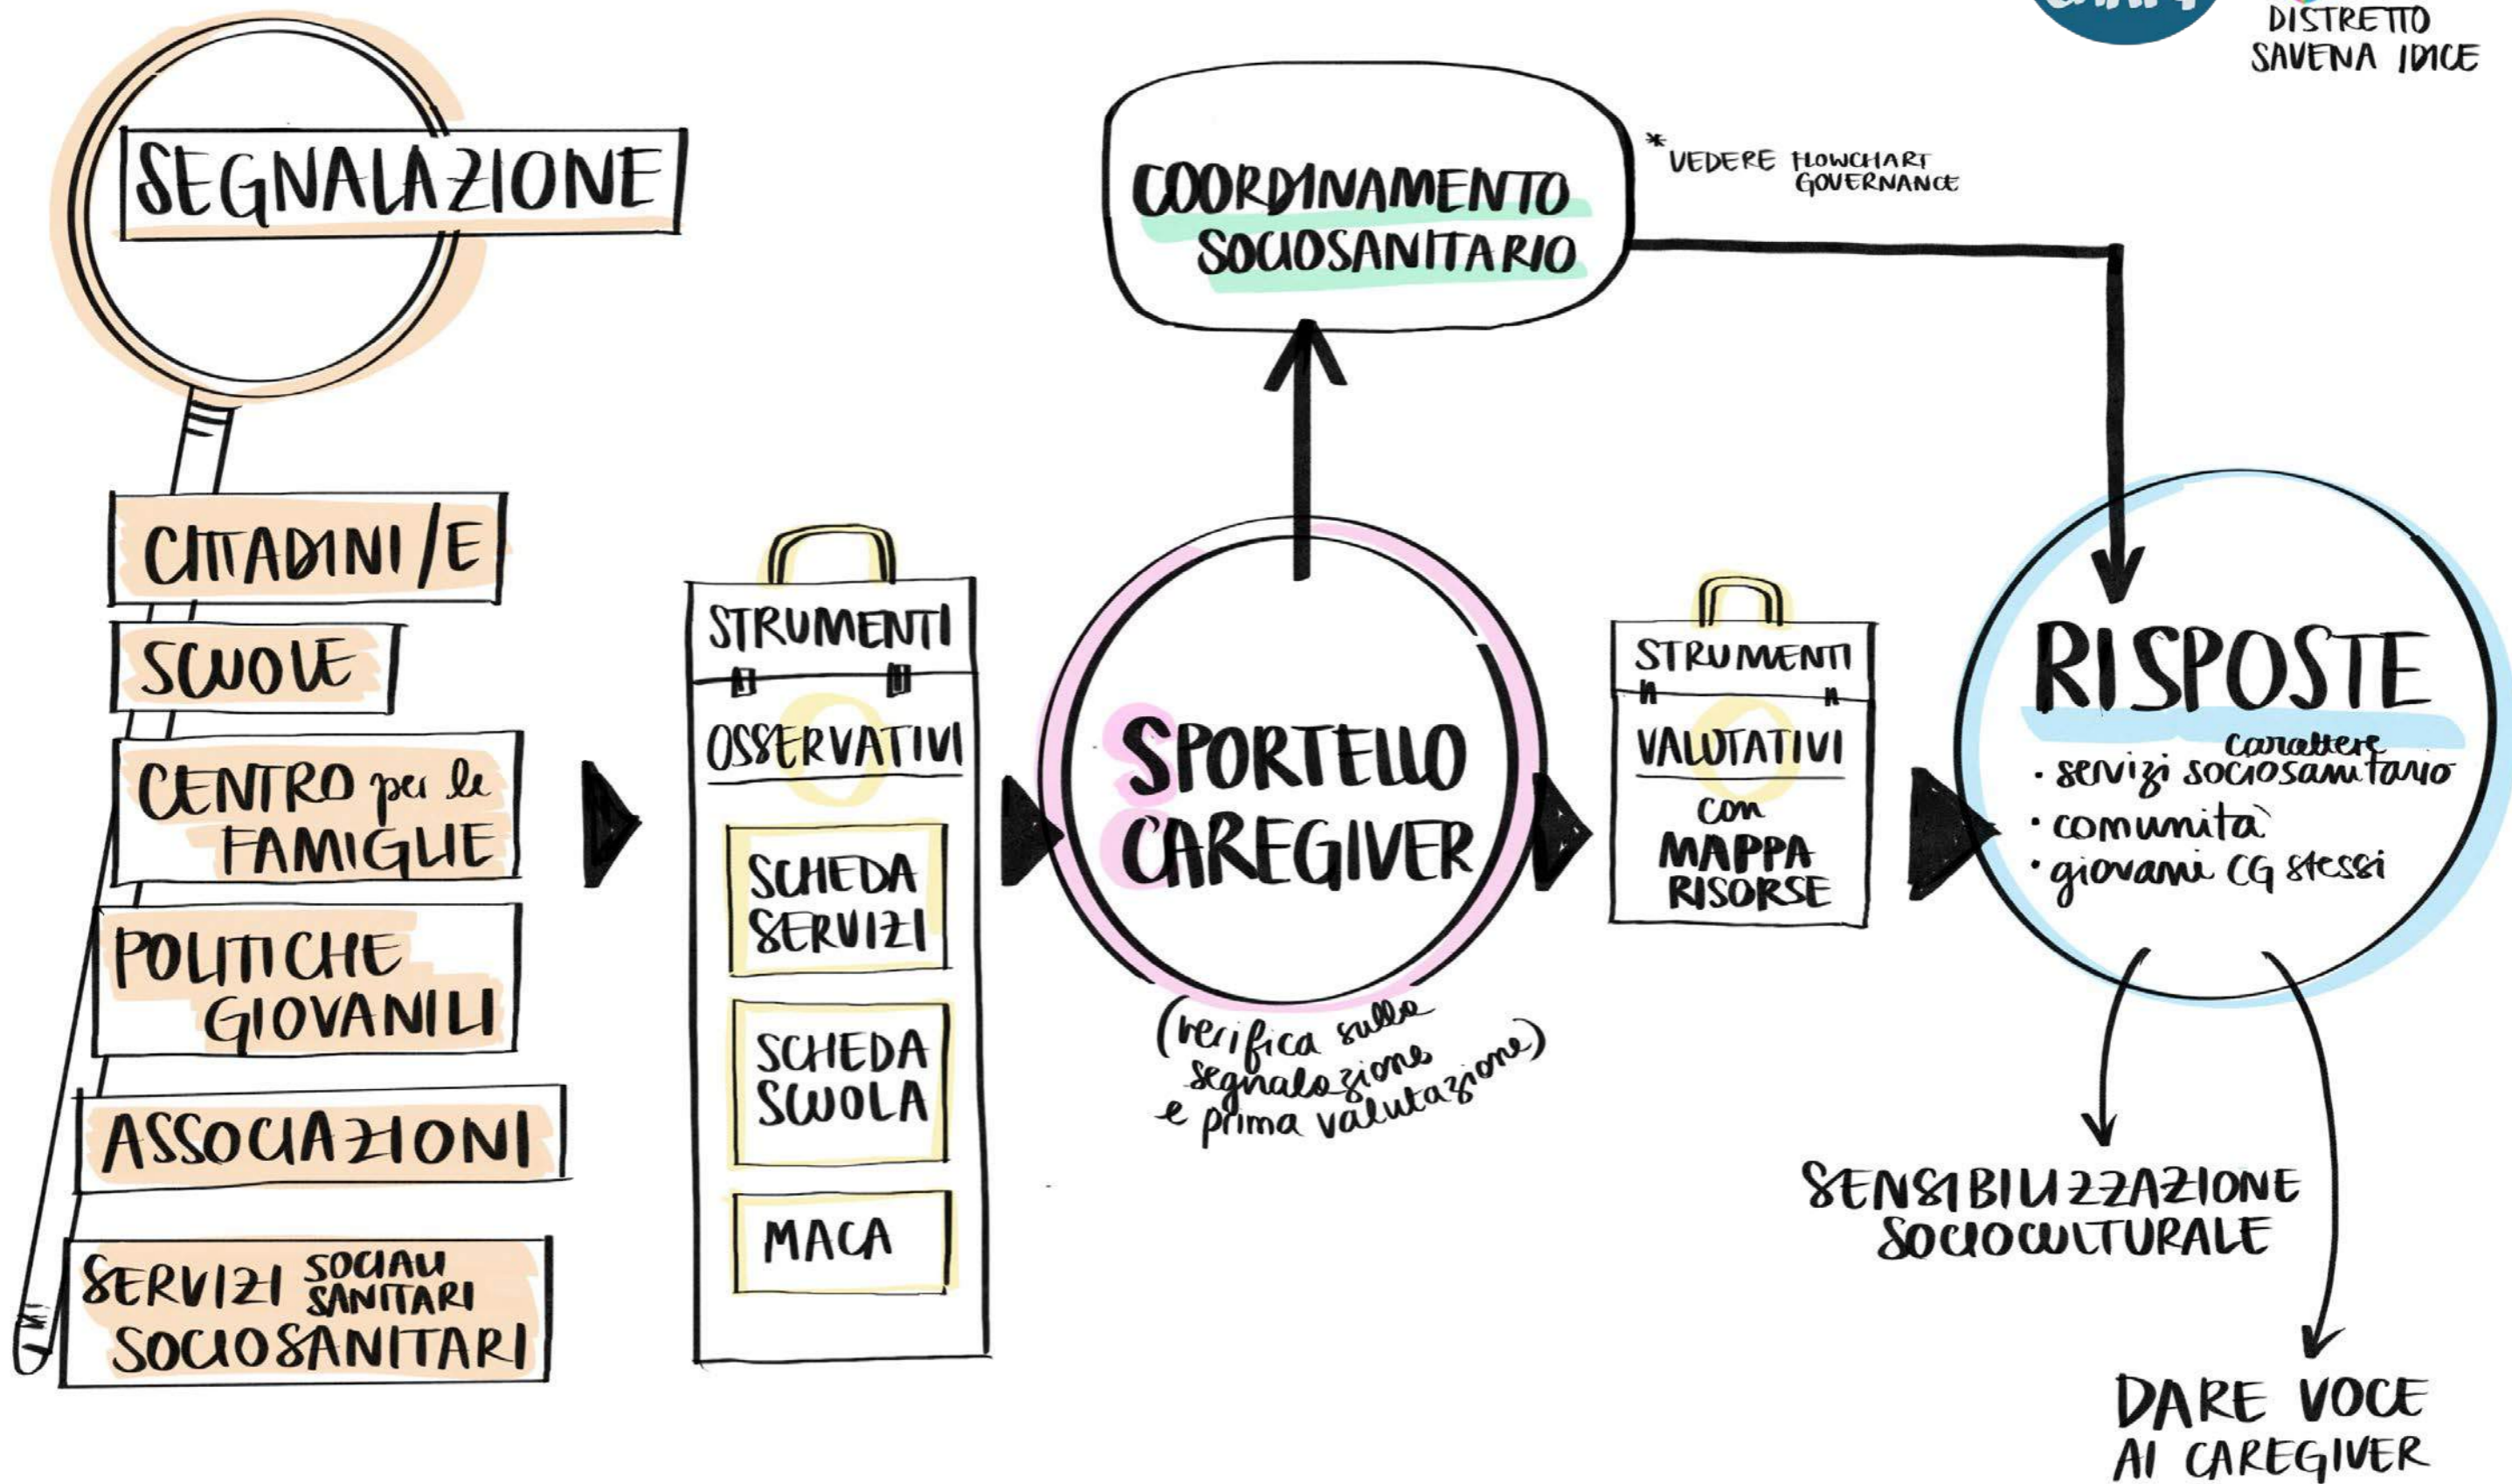 DISTRETTO
SAVENA IDICE
SEGNALAZIONE
CITTADINI/E
SCUOLE
CENTRO per le
FAMIGLIE
POLITICHE
GIOVANILI
ASSOCIAZIONI
SERVIZI SOCIALI
SANITARI
SOCIOSANITARI
STRUMENTI
OSSERVATIVI
SCHEDA
SERVIZI
SCHEDA
SCUOLA
MACA
COORDINAMENTO
SOCIOSANITARIO
* VEDERE FLOWCHART
GOVERNANCE
SPORTELLO
CAREGIVER
(verifica sulla
segnalazione
e prima valutazione)
STRUMENTI
VALUTATIVI
con
MAPPA
RISORSE
RISPOSTE
carattere
· servizi sociosanitario
· comunità
· giovani CG stessi
SENSIBILIZZAZIONE
SOCIOCULTURALE
DARE VOCE
AI CAREGIVER